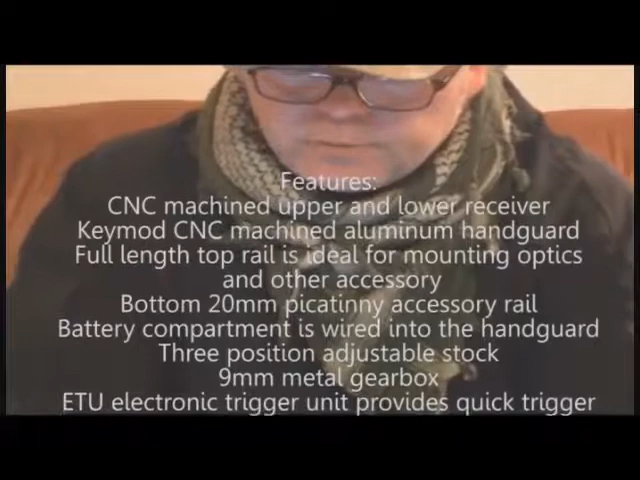 Features:
CNC machined upper and lower receiver
Keymod CNC machined aluminum handguard
Full length top rail is ideal for mounting optics
and other accessory
Bottom 20mm picatinny accessory rail
Battery compartment is wired into the handguard
Three position adjustable stock
9mm metal gearbox
ETU electronic trigger unit provides quick trigger